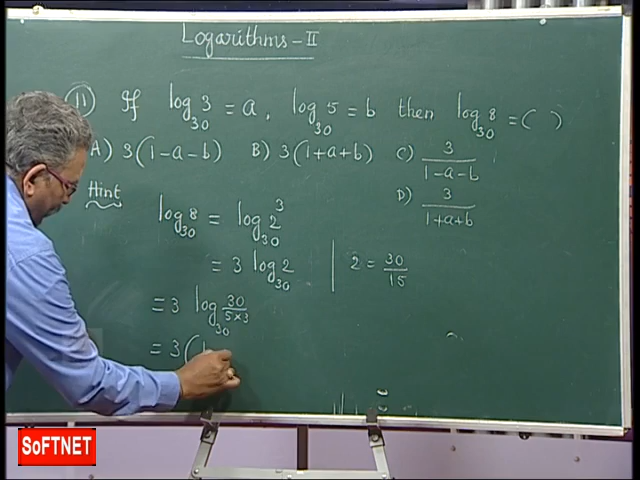 Logarithms-II
11 If log₃₀ 3 = a, log₃₀ 5 = b then log₃₀ 8 = ( )
A) 3(1-a-b) B) 3(1+a+b) C) 3/(1-a-b)
D) 3/(1+a+b)
Hint
log₃₀ 8 = log₃₀ 2³
= 3 log₃₀ 2 | 2 = 30/15
= 3 log₃₀ 30/(5×3)
= 3(
SOFTNET